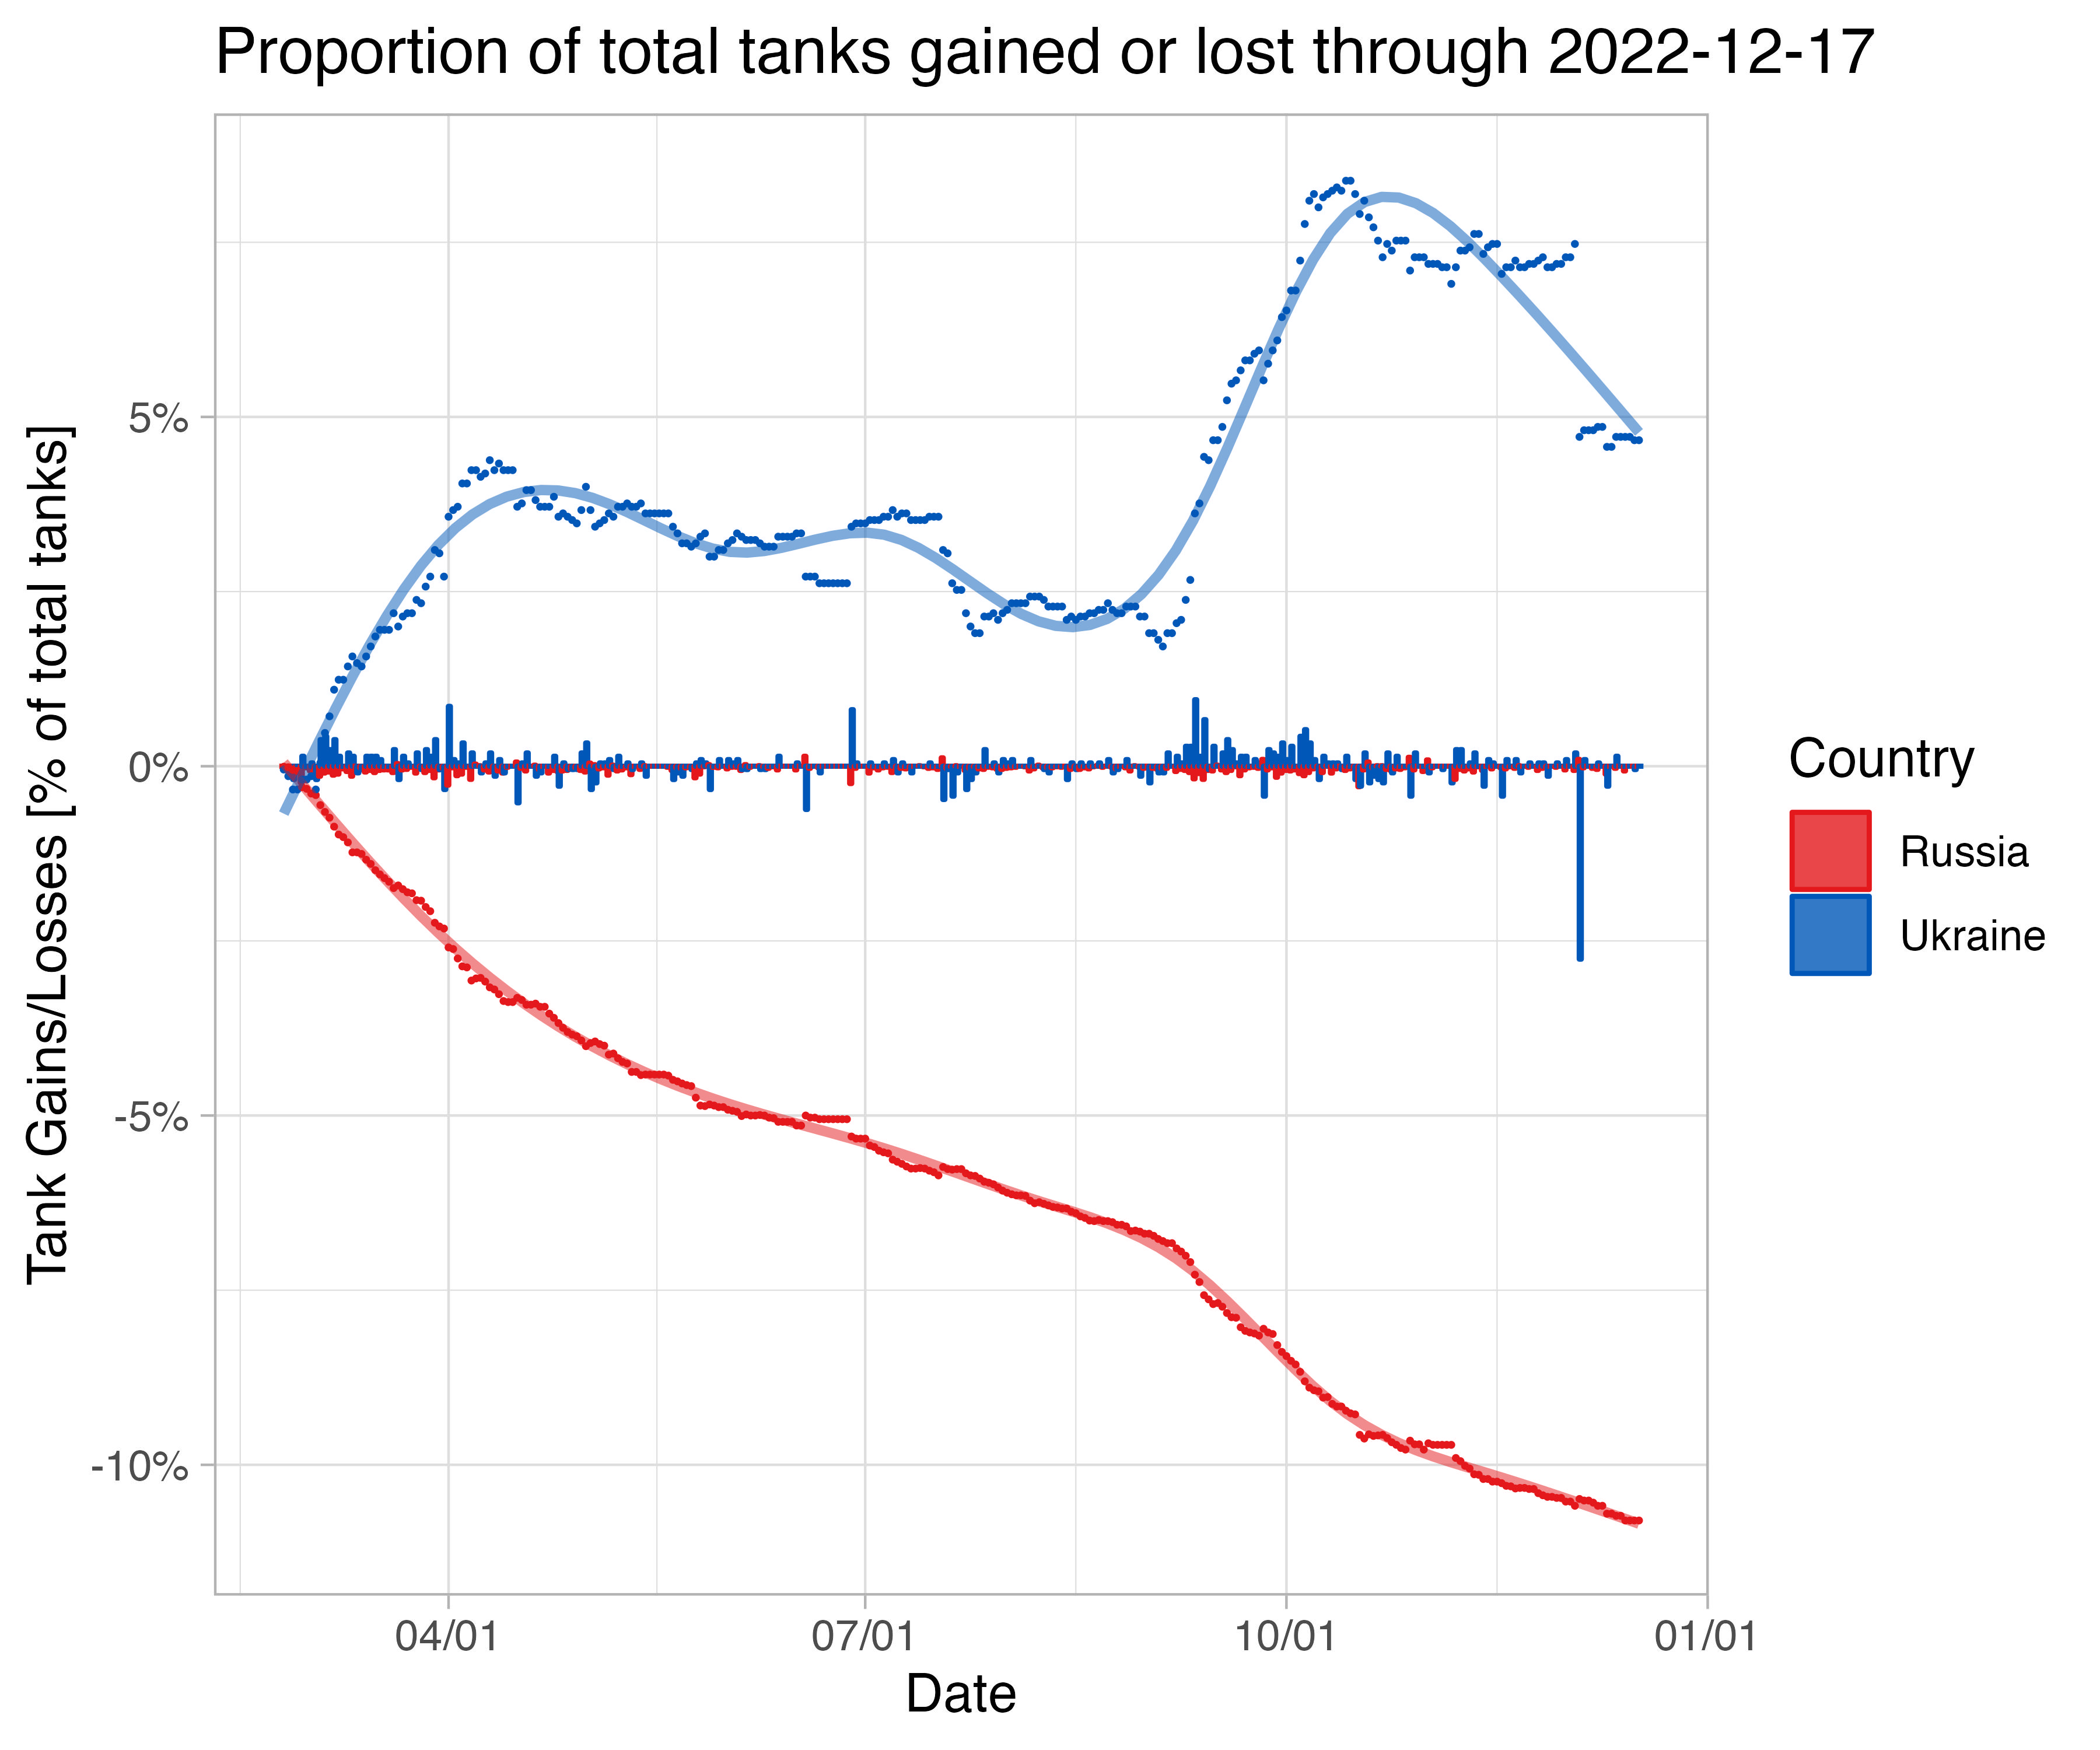 Proportion of total tanks gained or lost through 2022-12-17
Tank Gains/Losses [% of total tanks]
5%
0%
-5%
-10%
04/01
07/01
10/01
01/01
Date
Country
Russia
Ukraine